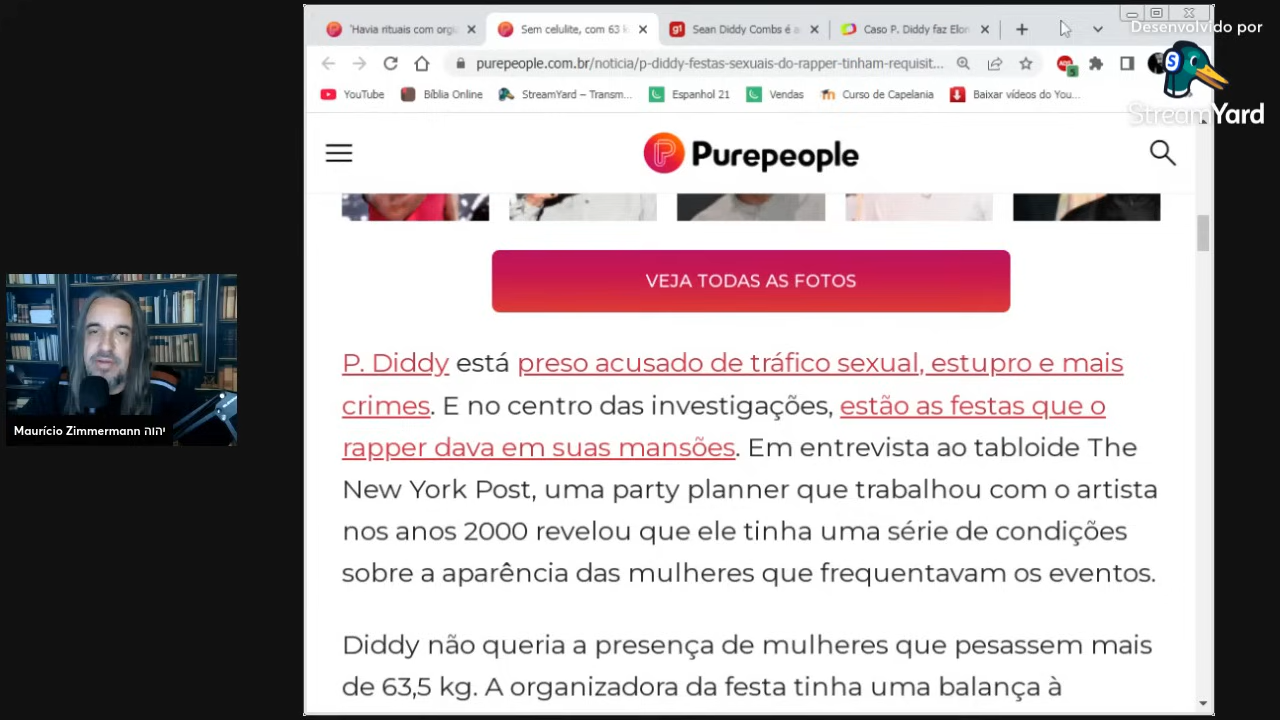 'Havia rituais com orgi
Sem celulite, com 63 k
g1
Sean Diddy Combs é a
Caso P. Diddy faz Elon
Desenvolvido por
purepeople.com.br/noticia/p-diddy-festas-sexuais-do-rapper-tinham-requisit...
S
StreamYard
YouTube
Bíblia Online
StreamYard – Transm...
Espanhol 21
Vendas
Curso de Capelania
Baixar vídeos do You...
Purepeople
VEJA TODAS AS FOTOS
P. Diddy está preso acusado de tráfico sexual, estupro e mais
crimes. E no centro das investigações, estão as festas que o
rapper dava em suas mansões. Em entrevista ao tabloide The
New York Post, uma party planner que trabalhou com o artista
nos anos 2000 revelou que ele tinha uma série de condições
sobre a aparência das mulheres que frequentavam os eventos.
Diddy não queria a presença de mulheres que pesassem mais
de 63,5 kg. A organizadora da festa tinha uma balança à
Maurício Zimmermann יהוה